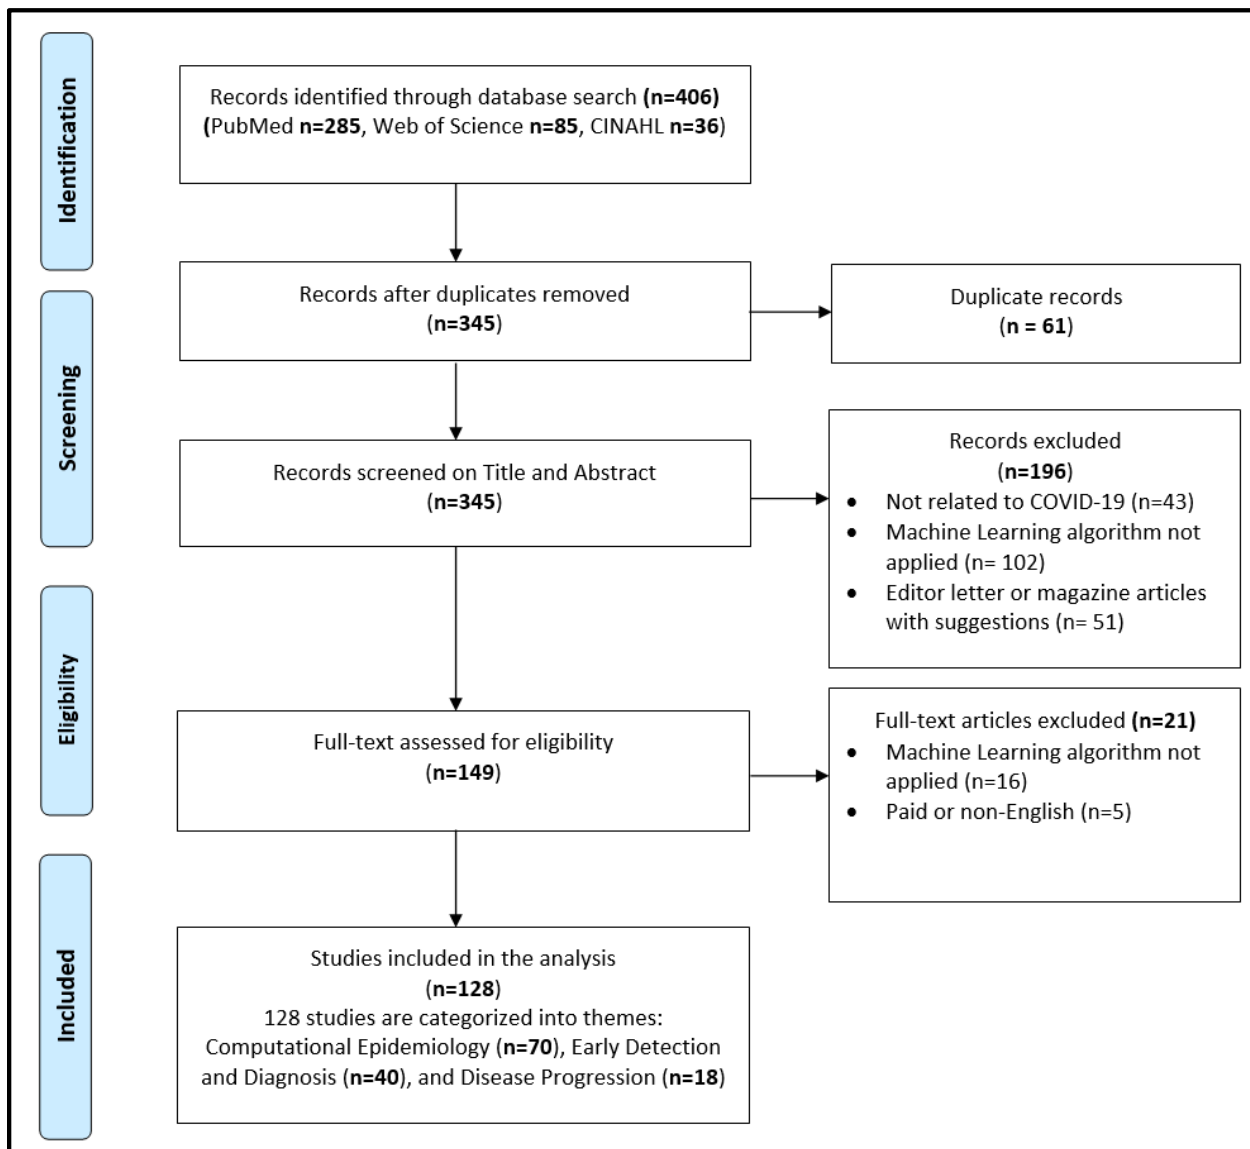 Identification
Records identified through database search (n=406)
(PubMed n=285, Web of Science n=85, CINAHL n=36)
Screening
Records after duplicates removed
(n=345)
Duplicate records
(n = 61)
Records screened on Title and Abstract
(n=345)
Records excluded
(n=196)
• Not related to COVID-19 (n=43)
• Machine Learning algorithm not
applied (n= 102)
• Editor letter or magazine articles
with suggestions (n= 51)
Eligibility
Full-text assessed for eligibility
(n=149)
Full-text articles excluded (n=21)
• Machine Learning algorithm not
applied (n=16)
• Paid or non-English (n=5)
Included
Studies included in the analysis
(n=128)
128 studies are categorized into themes:
Computational Epidemiology (n=70), Early Detection
and Diagnosis (n=40), and Disease Progression (n=18)